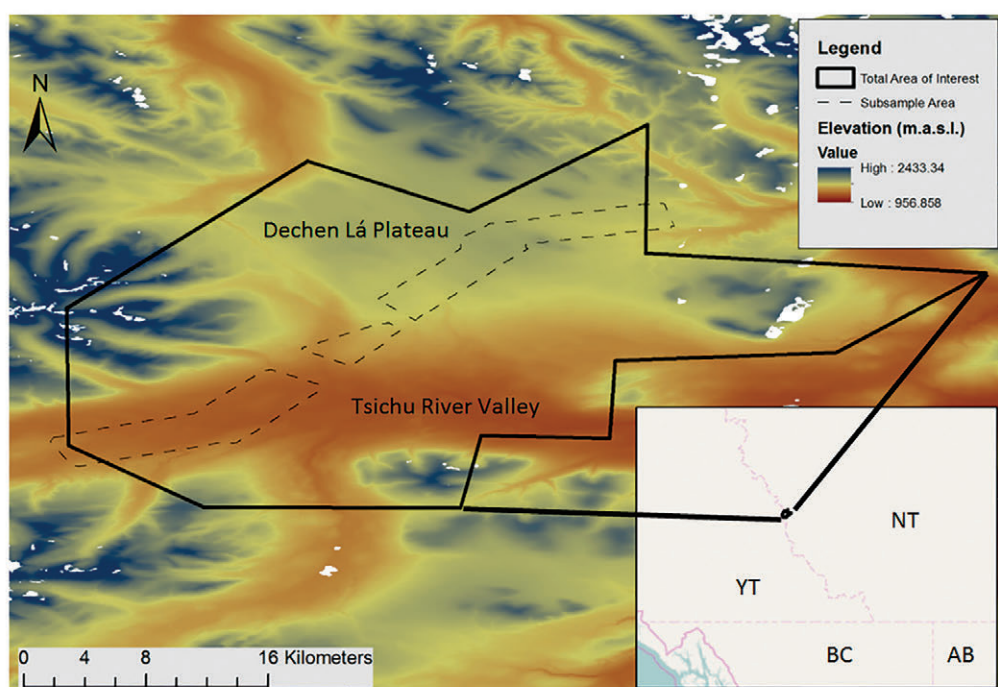 Legend
Total Area of Interest
Subsample Area
Elevation (m.a.s.l.)
Value
High : 2433.34
Low : 956.858
N
Dechen Lá Plateau
Tsichu River Valley
NT
YT
BC
AB
0 4 8 16 Kilometers